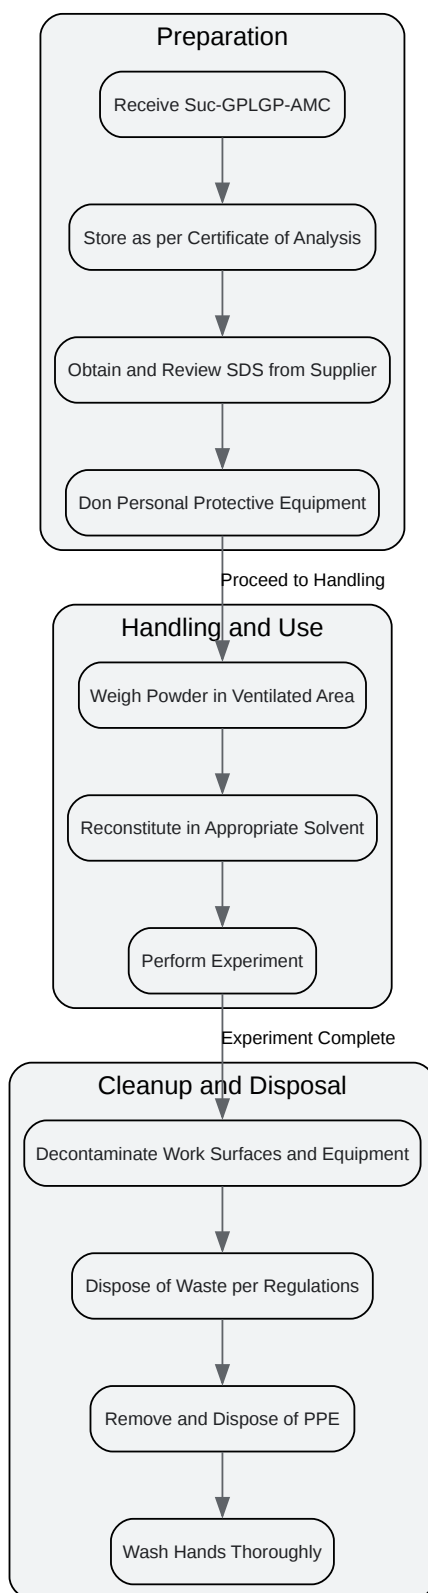 Preparation
Receive Suc-GPLGP-AMC
Store as per Certificate of Analysis
Obtain and Review SDS from Supplier
Don Personal Protective Equipment
Proceed to Handling
Handling and Use
Weigh Powder in Ventilated Area
Reconstitute in Appropriate Solvent
Perform Experiment
Experiment Complete
Cleanup and Disposal
Decontaminate Work Surfaces and Equipment
Dispose of Waste per Regulations
Remove and Dispose of PPE
Wash Hands Thoroughly